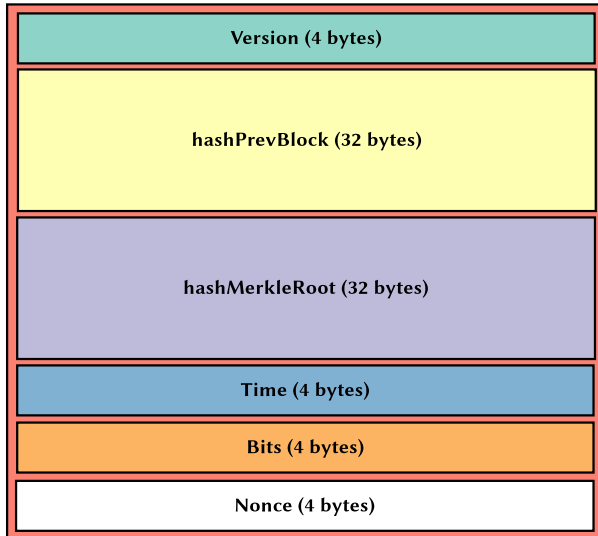 Version (4 bytes)
hashPrevBlock (32 bytes)
hashMerkleRoot (32 bytes)
Time (4 bytes)
Bits (4 bytes)
Nonce (4 bytes)